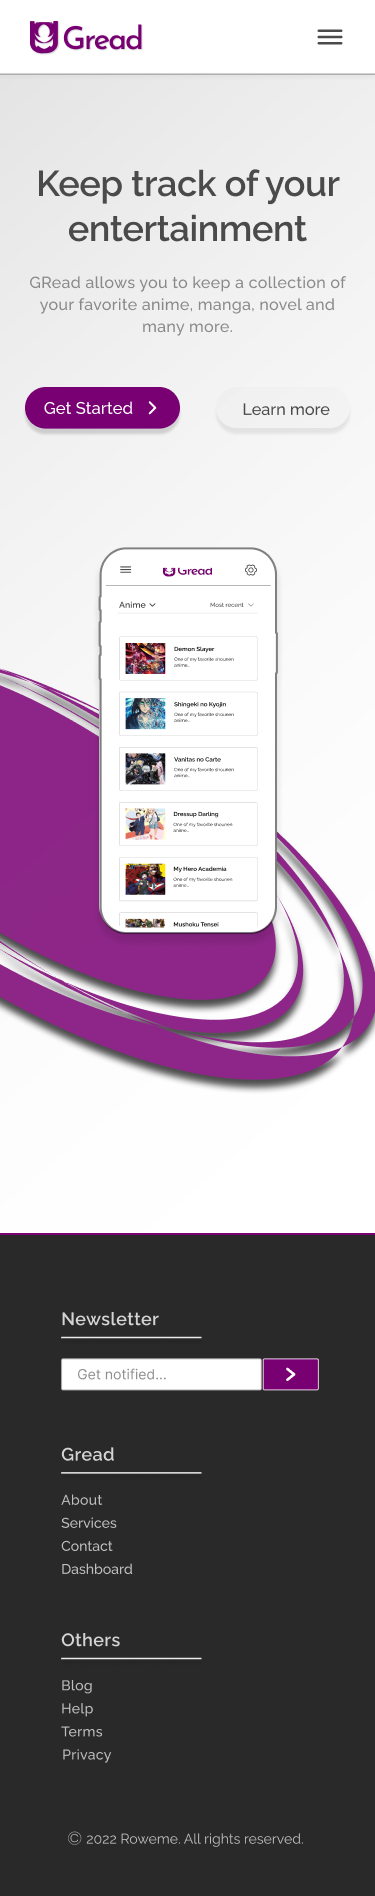 Gread
Keep track of your
entertainment
GRead allows you to keep a collection of
your favorite anime, manga, novel and
many more.
Get Started
Learn more
Gread
Anime
Most recent
Demon Slayer
One of my favorite shounen
anime...
Shingeki no Kyojin
One of my favorite shounen
anime...
Vanitas no Carte
One of my favorite shounen
anime...
Dressup Darling
One of my favorite shounen
anime...
My Hero Academia
One of my favorite shounen
anime...
Mushoku Tensei
Newsletter
Get notified...
Gread
About
Services
Contact
Dashboard
Others
Blog
Help
Terms
Privacy
© 2022 Roweme. All rights reserved.